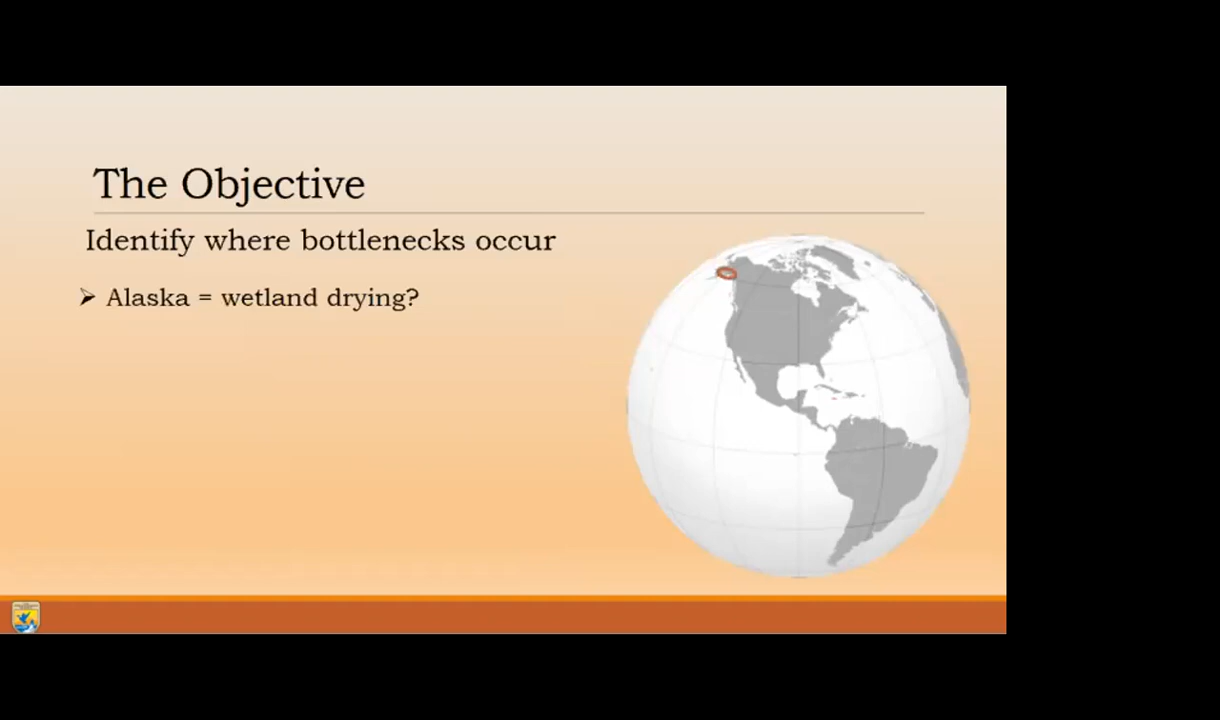 The Objective
Identify where bottlenecks occur
➢ Alaska = wetland drying?